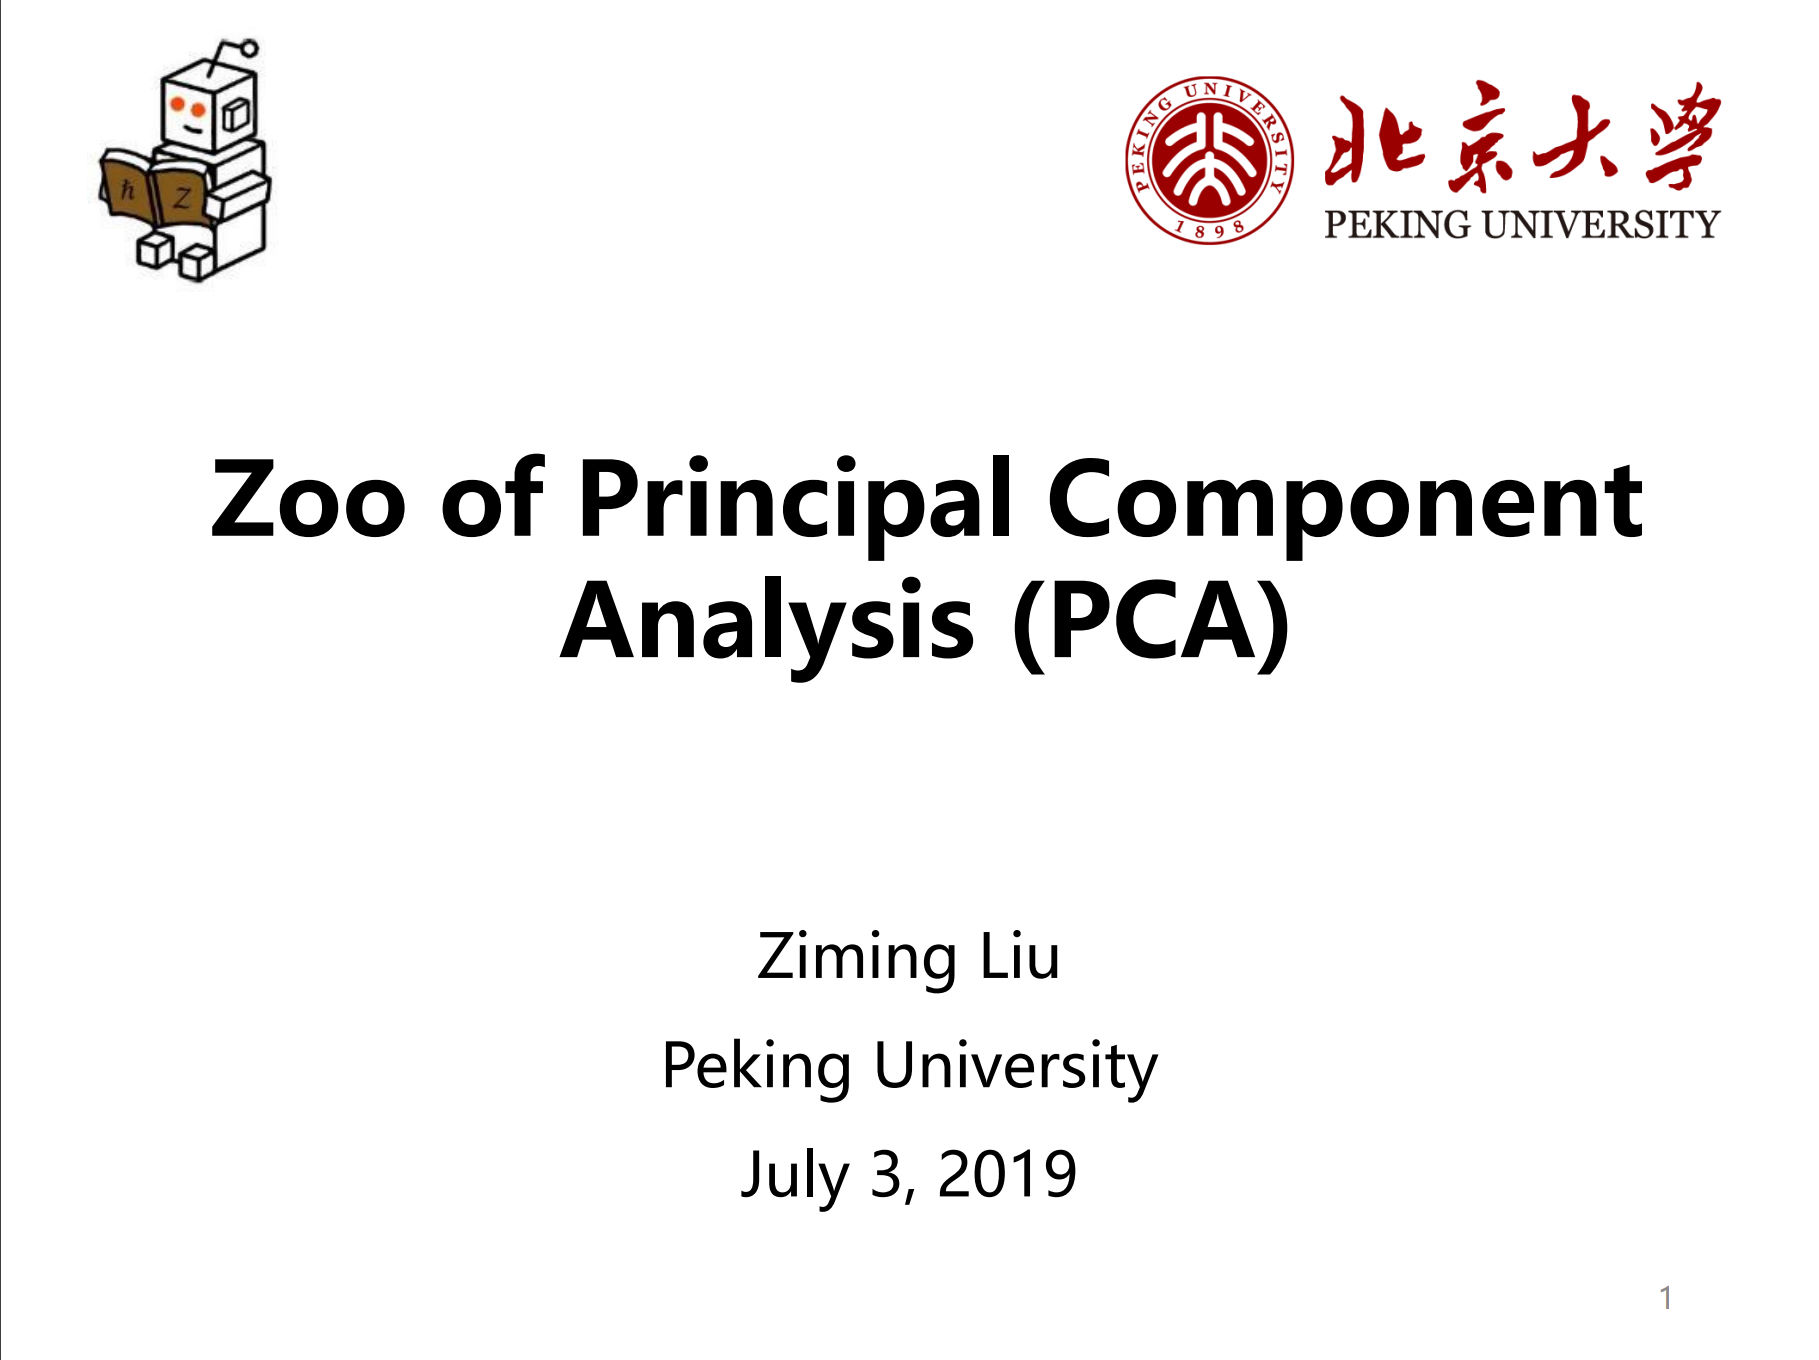 ħ Z
PEKING UNIVERSITY
1898
北京大学
PEKING UNIVERSITY
Zoo of Principal Component
Analysis (PCA)
Ziming Liu
Peking University
July 3, 2019
1